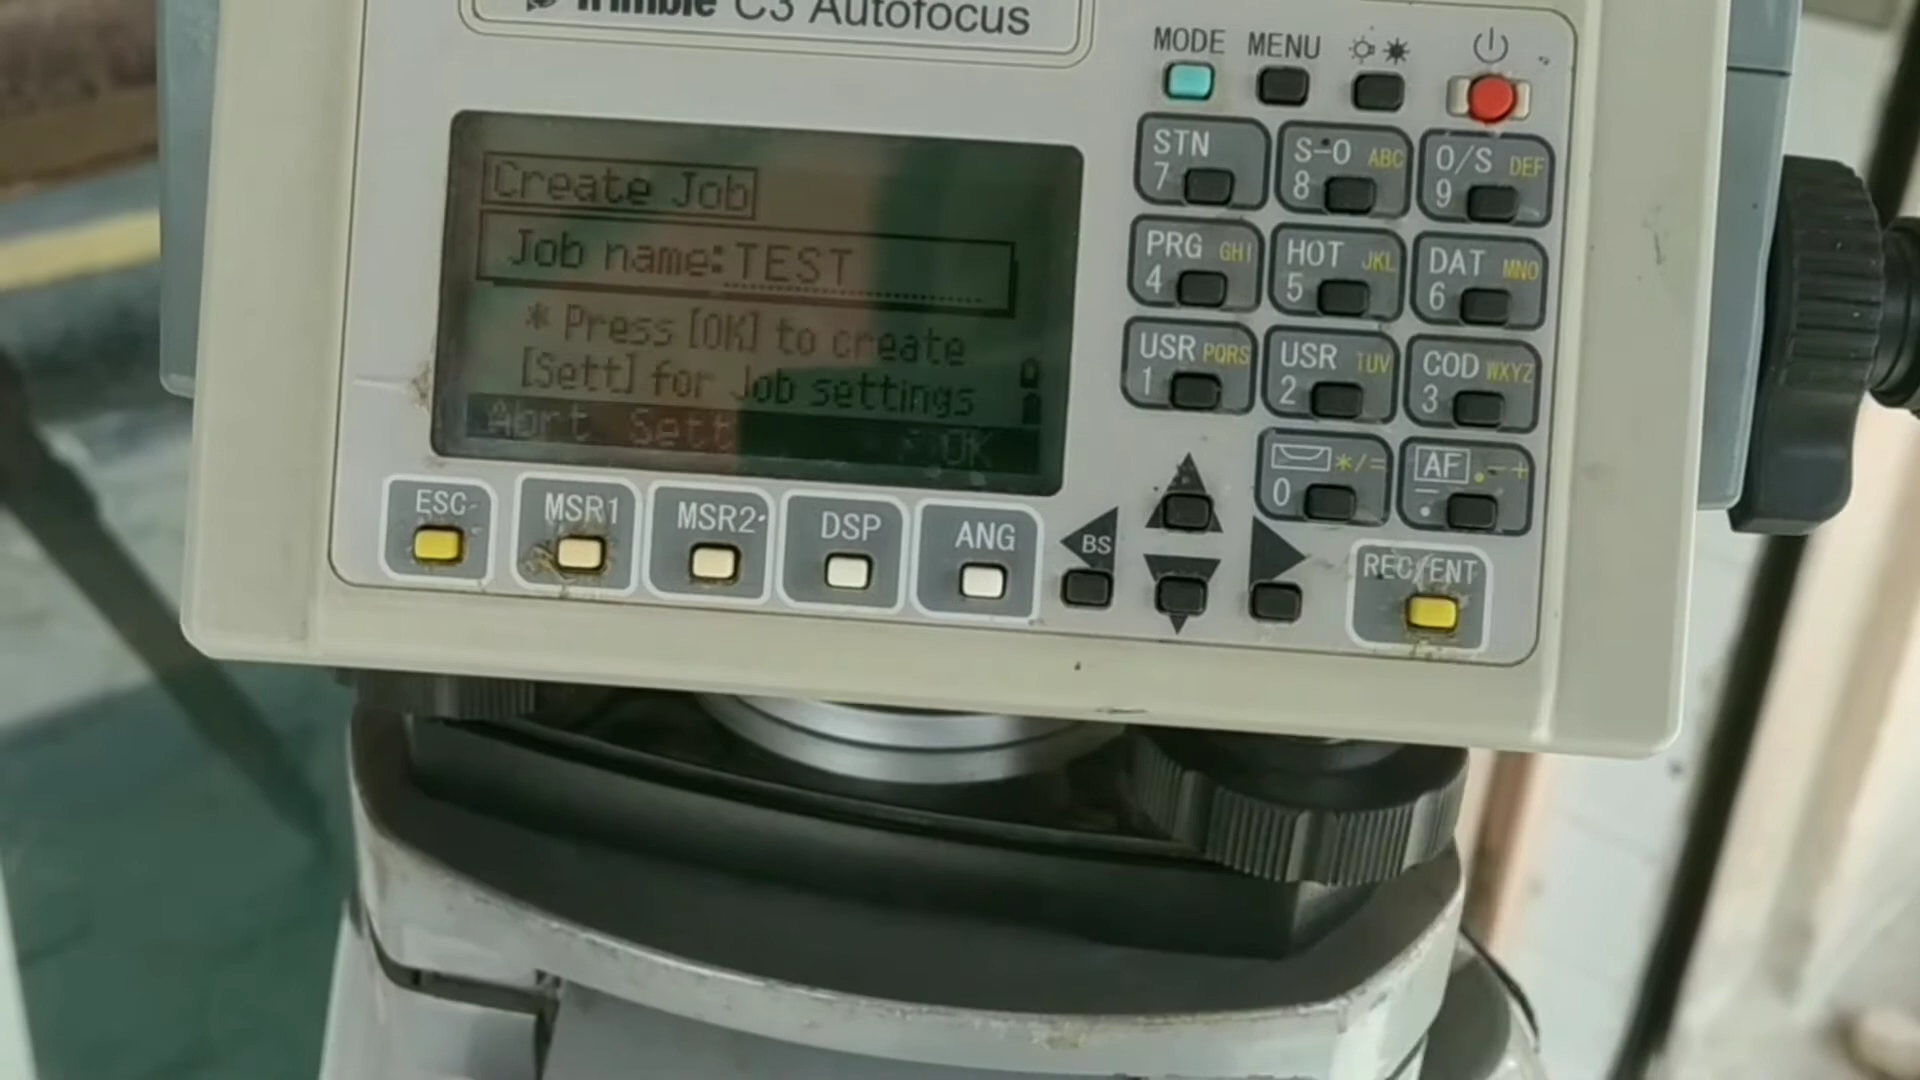 Trimble C3 Autofocus
MODE MENU
Create Job
Job name:TEST
* Press [OK] to create
[Sett] for Job settings
Abrt Sett OK
STN 7
S-O ABC 8
O/S DEF 9
PRG GHI 4
HOT JKL 5
DAT MNO 6
USR PQRS 1
USR TUV 2
COD WXYZ 3
*/= 0
AF .-+
ESC MSR1 MSR2 DSP ANG
BS
REC/ENT